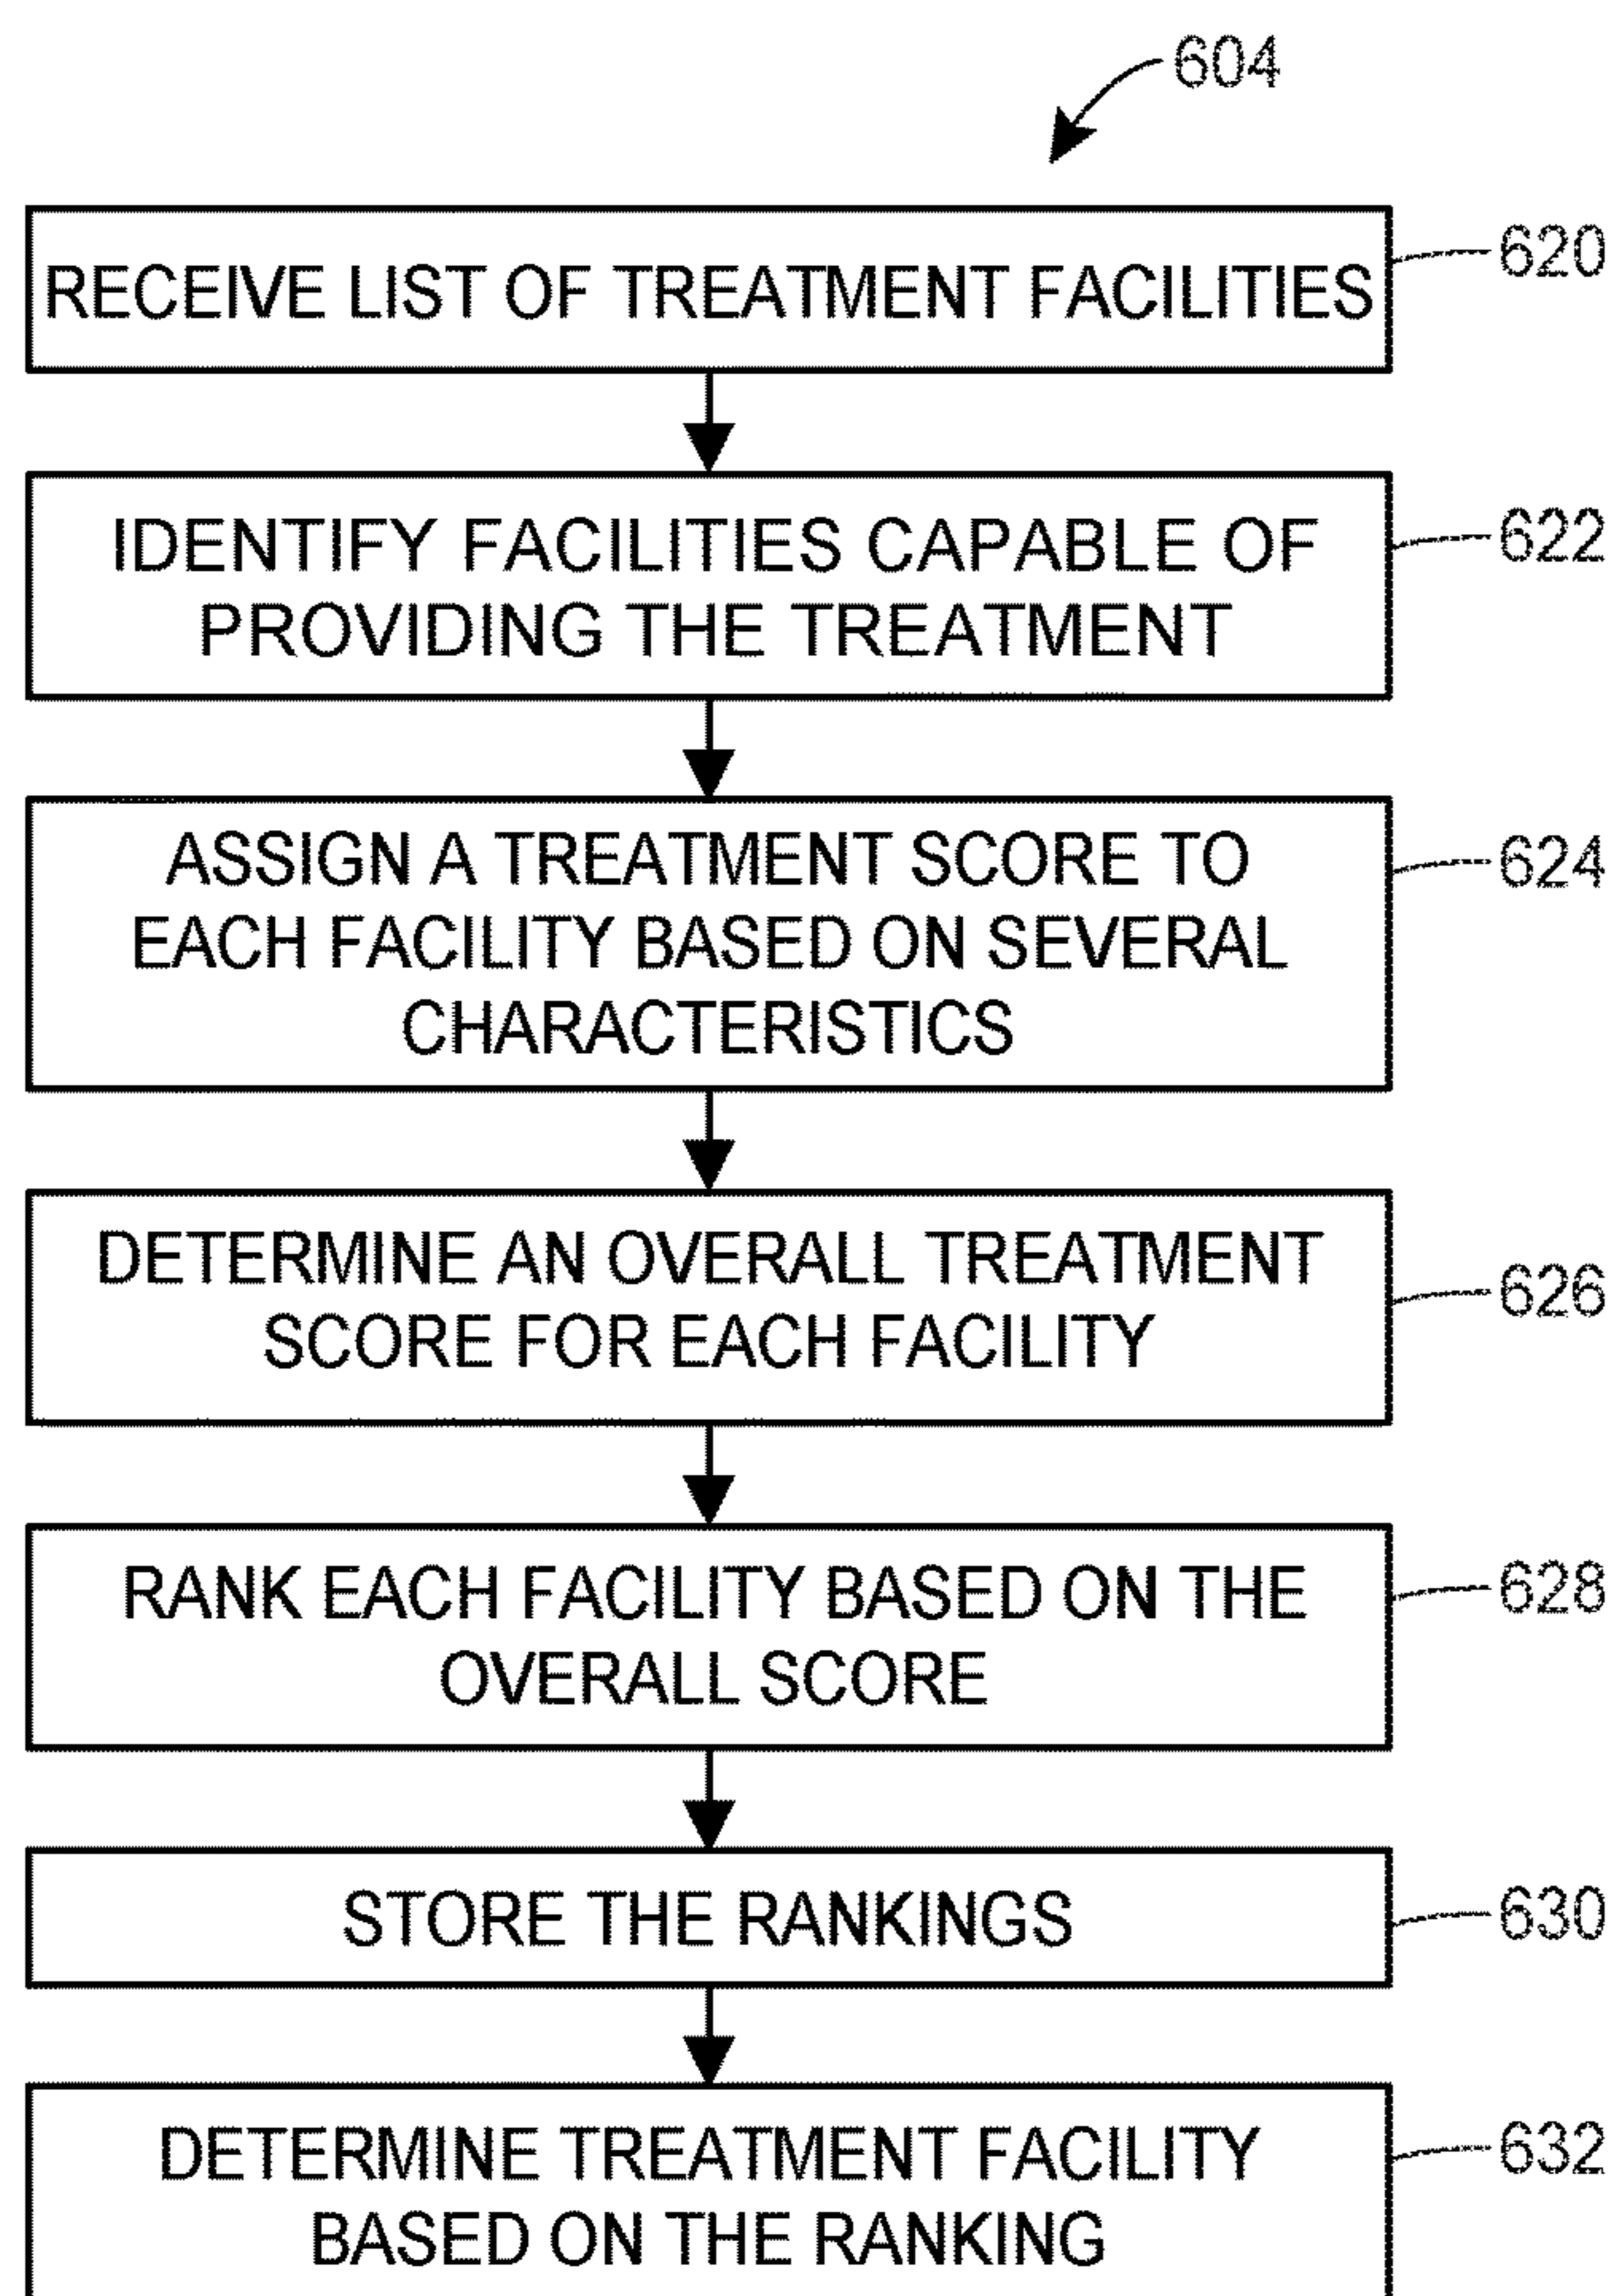 604
RECEIVE LIST OF TREATMENT FACILITIES
620
IDENTIFY FACILITIES CAPABLE OF
PROVIDING THE TREATMENT
622
ASSIGN A TREATMENT SCORE TO
EACH FACILITY BASED ON SEVERAL
CHARACTERISTICS
624
DETERMINE AN OVERALL TREATMENT
SCORE FOR EACH FACILITY
626
RANK EACH FACILITY BASED ON THE
OVERALL SCORE
628
STORE THE RANKINGS
630
DETERMINE TREATMENT FACILITY
BASED ON THE RANKING
632